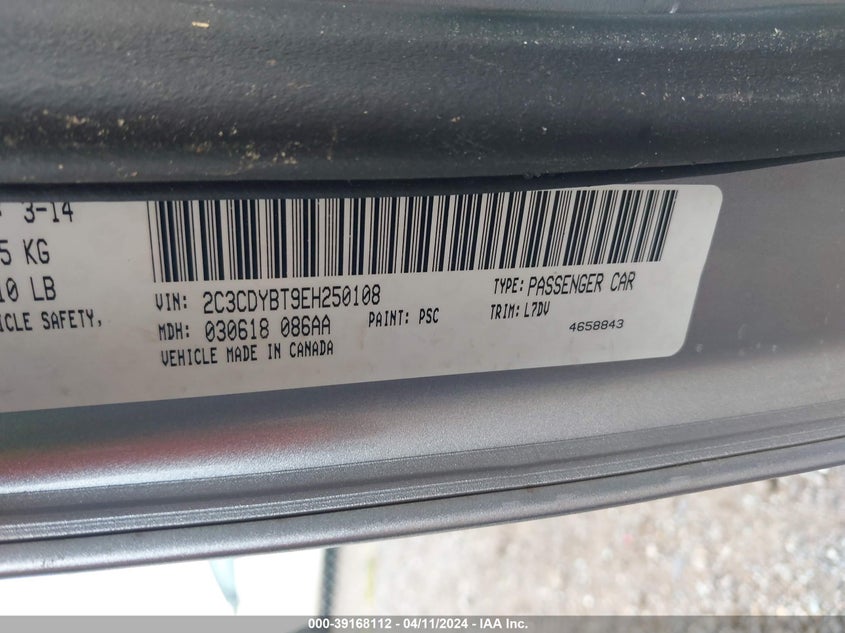 3-14
5 KG
10 LB
ICLE SAFETY,
VIN: 2C3CDYBT9EH250108
TYPE: PASSENGER CAR
MDH: 030618 086AA
PAINT: PSC
TRIM: L7DV
VEHICLE MADE IN CANADA
4658843
000-39168112 - 04/11/2024 - IAA Inc.